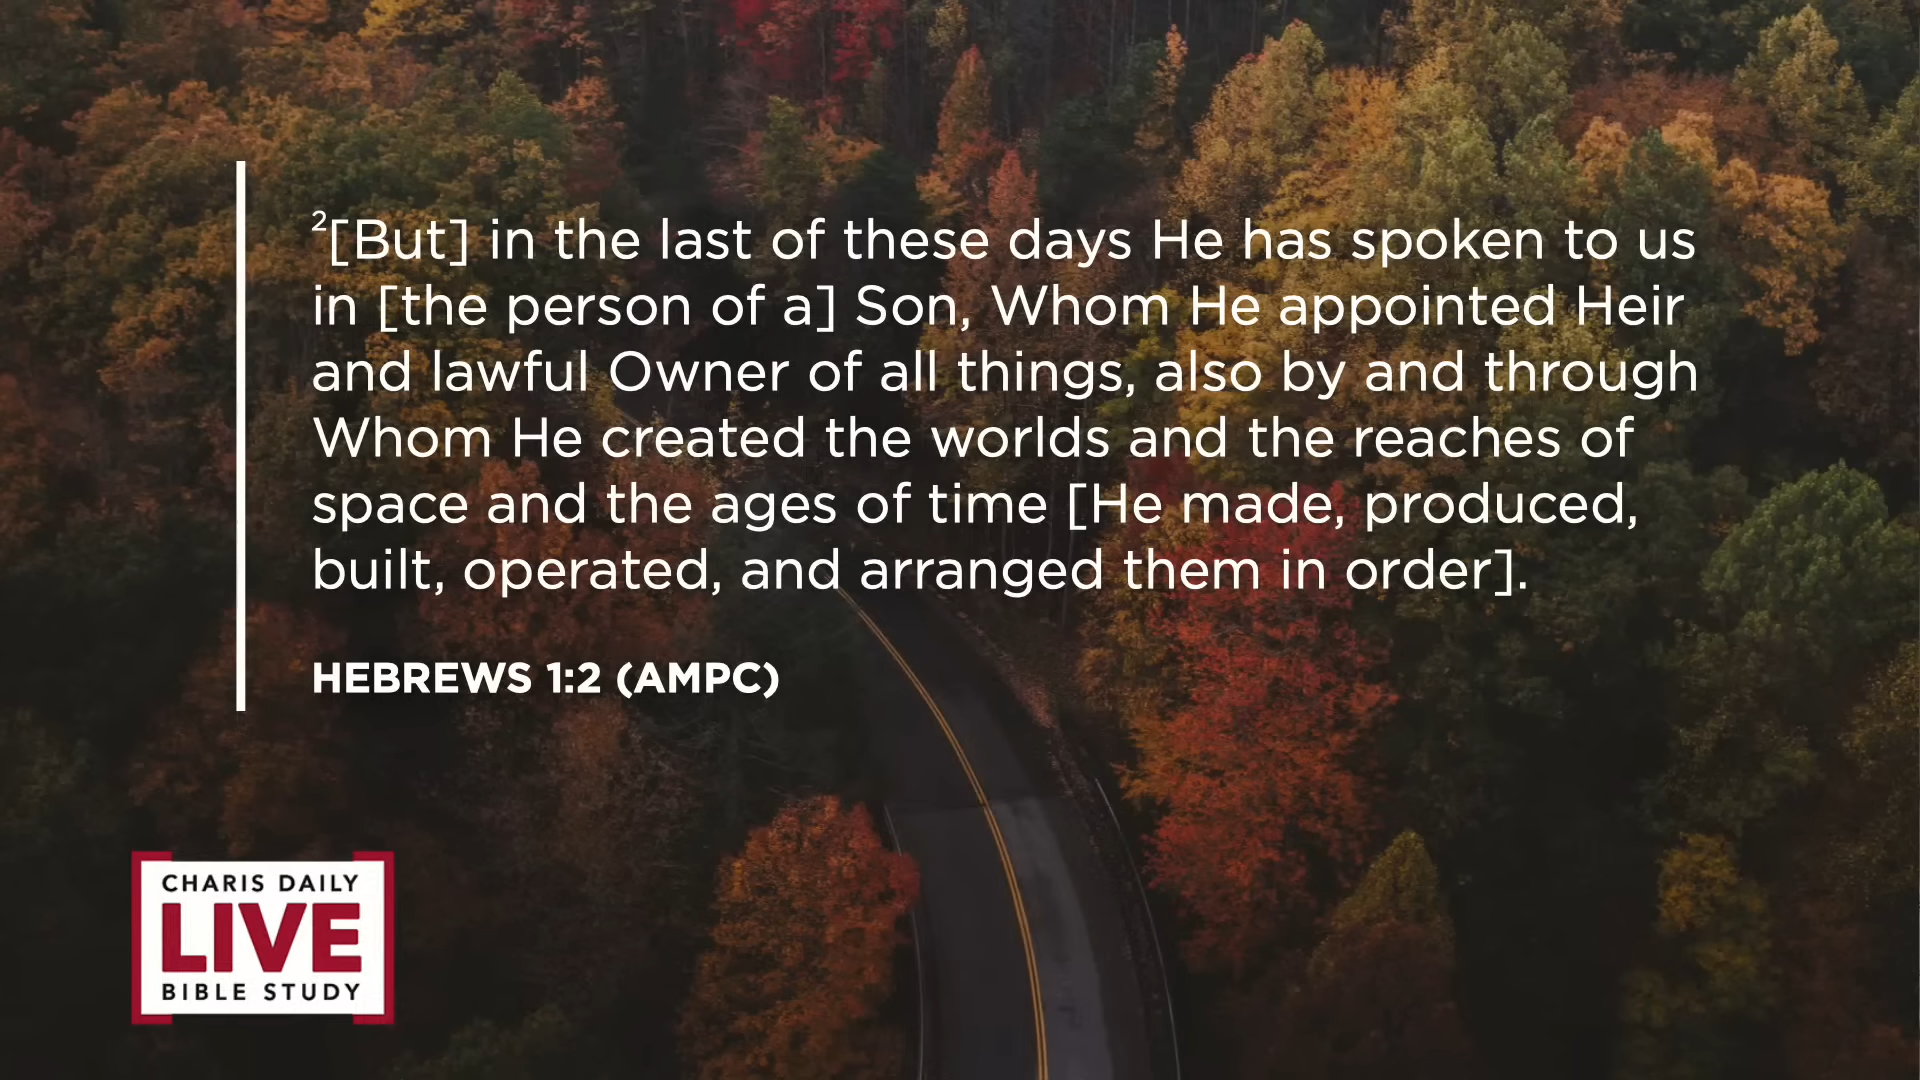 ²[But] in the last of these days He has spoken to us
in [the person of a] Son, Whom He appointed Heir
and lawful Owner of all things, also by and through
Whom He created the worlds and the reaches of
space and the ages of time [He made, produced,
built, operated, and arranged them in order].
HEBREWS 1:2 (AMPC)
CHARIS DAILY
LIVE
BIBLE STUDY